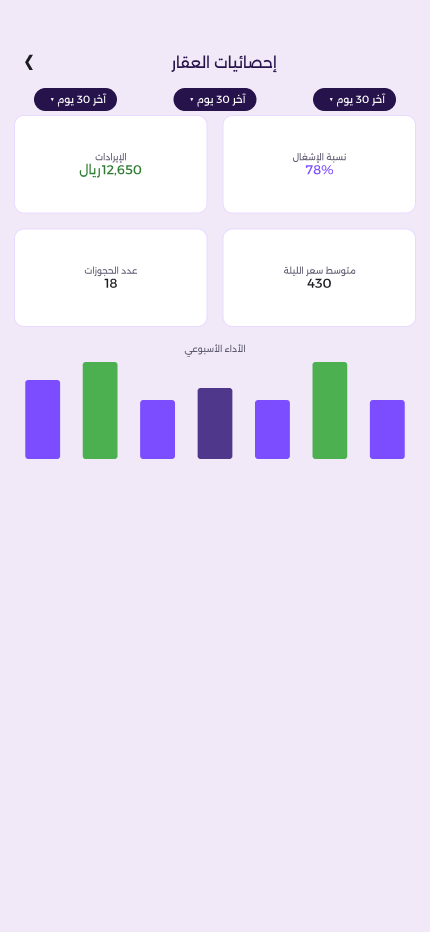 إحصائيات العقار
آخر 30 يوم
آخر 30 يوم
آخر 30 يوم
نسبة الإشغال
78%
الإيرادات
12,650ريال
متوسط سعر الليلة
430
عدد الحجوزات
18
الأداء الأسبوعي